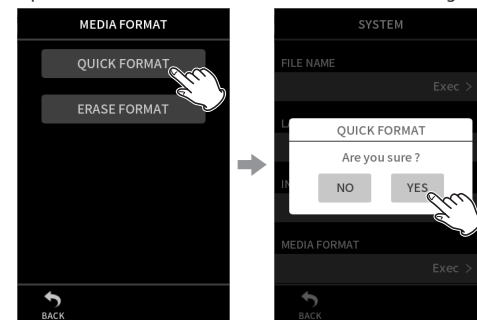 MEDIA FORMAT
QUICK FORMAT
ERASE FORMAT
BACK
SYSTEM
FILE NAME
Exec >
QUICK FORMAT
Are you sure ?
NO
YES
MEDIA FORMAT
Exec >
BACK